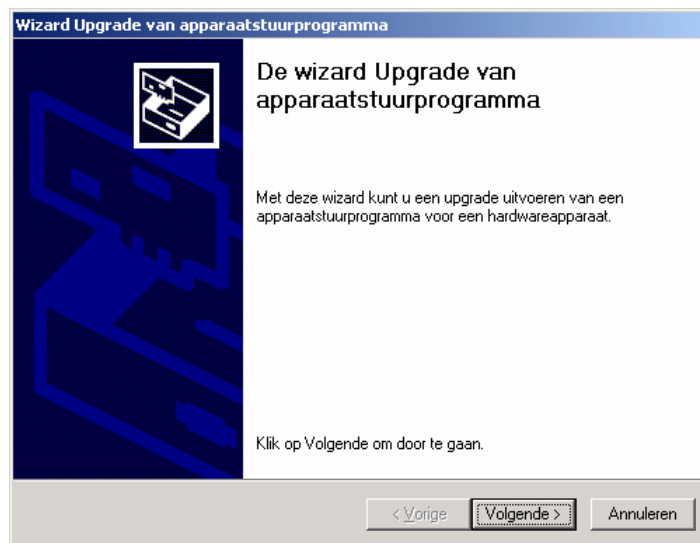 Wizard Upgrade van apparaatstuurprogramma
De wizard Upgrade van
apparaatstuurprogramma
Met deze wizard kunt u een upgrade uitvoeren van een
apparaatstuurprogramma voor een hardwareapparaat.
Klik op Volgende om door te gaan.
< Vorige Volgende > Annuleren